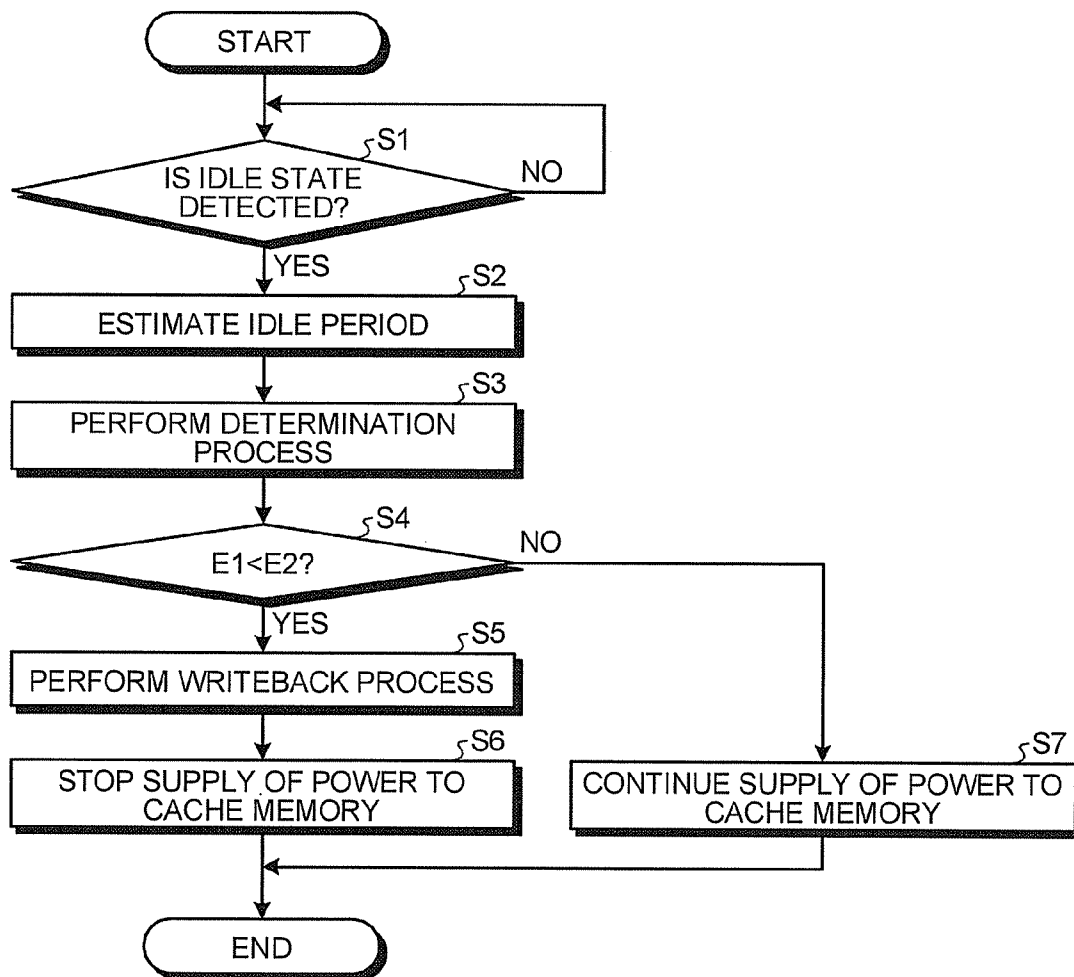 START
S1
IS IDLE STATE
DETECTED?
NO
YES
S2
ESTIMATE IDLE PERIOD
S3
PERFORM DETERMINATION
PROCESS
S4
E1<E2?
NO
YES
S5
PERFORM WRITEBACK PROCESS
S6
STOP SUPPLY OF POWER TO
CACHE MEMORY
S7
CONTINUE SUPPLY OF POWER TO
CACHE MEMORY
END